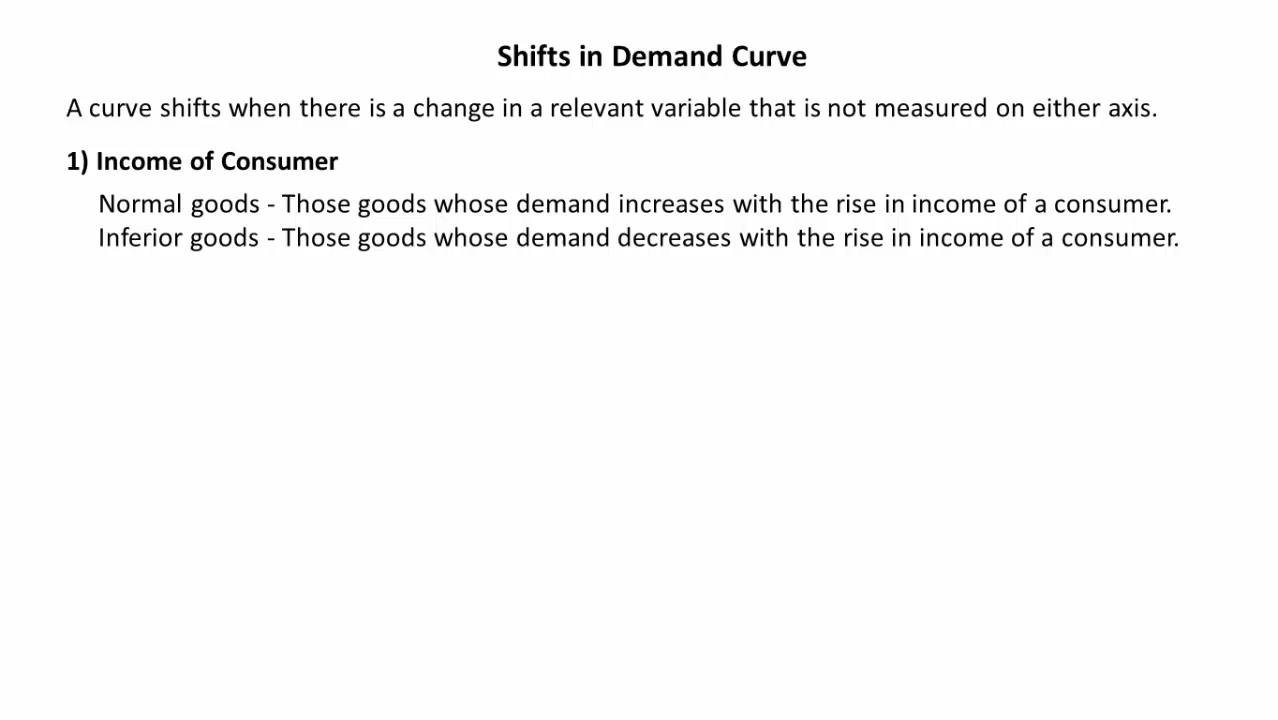 Shifts in Demand Curve
A curve shifts when there is a change in a relevant variable that is not measured on either axis.
1) Income of Consumer
Normal goods - Those goods whose demand increases with the rise in income of a consumer.
Inferior goods - Those goods whose demand decreases with the rise in income of a consumer.